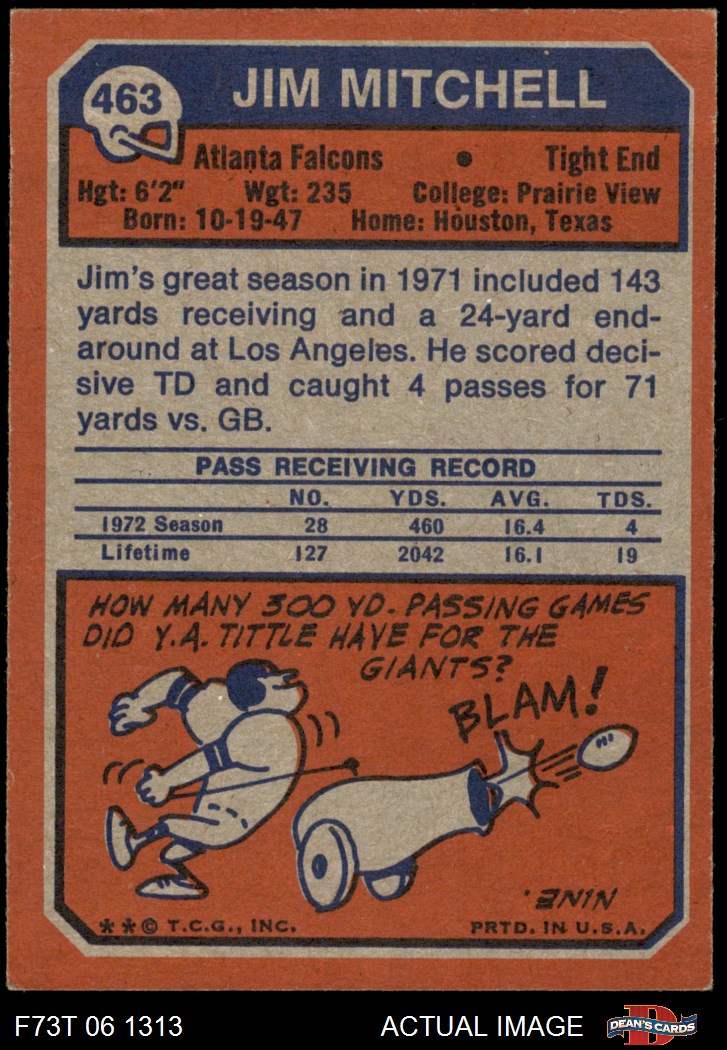 463
JIM MITCHELL
Atlanta Falcons • Tight End
Hgt: 6'2" Wgt: 235 College: Prairie View
Born: 10-19-47 Home: Houston, Texas
Jim's great season in 1971 included 143
yards receiving and a 24-yard end-
around at Los Angeles. He scored deci-
sive TD and caught 4 passes for 71
yards vs. GB.
PASS RECEIVING RECORD
NO. YDS. AVG. TDS.
1972 Season 28 460 16.4 4
Lifetime 127 2042 16.1 19
HOW MANY 300 YD. PASSING GAMES
DID Y.A. TITTLE HAVE FOR THE
GIANTS?
BLAM!
NINE.
**© T.C.G., INC. PRTD. IN U.S.A.
F73T 06 1313 ACTUAL IMAGE DEAN'S CARDS